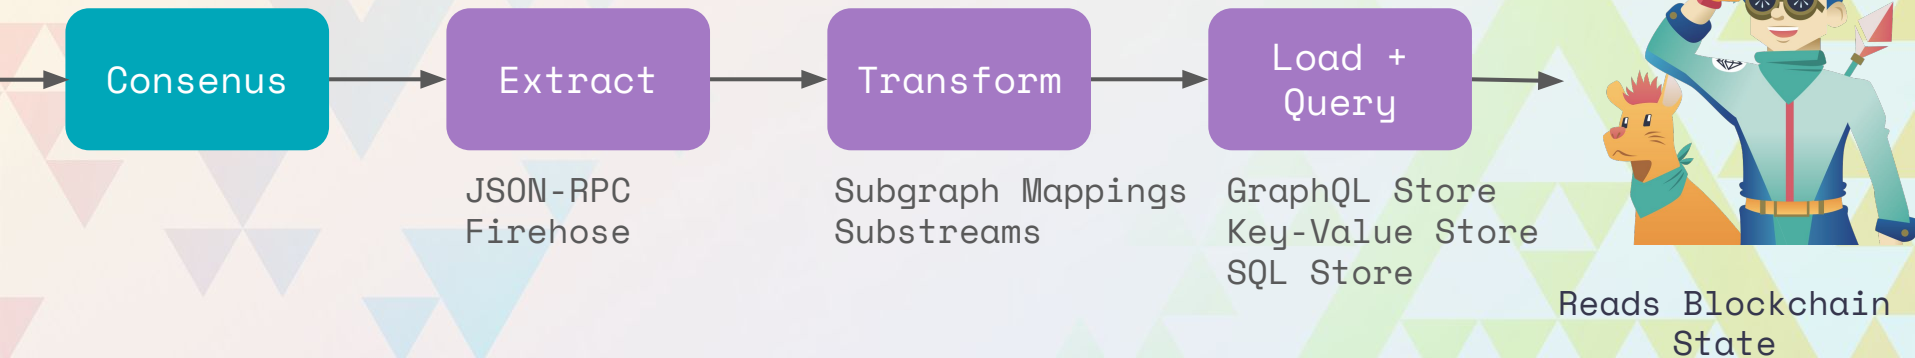 Consenus
Extract
Transform
Load +
Query
JSON-RPC
Firehose
Subgraph Mappings
Substreams
GraphQL Store
Key-Value Store
SQL Store
Reads Blockchain
State